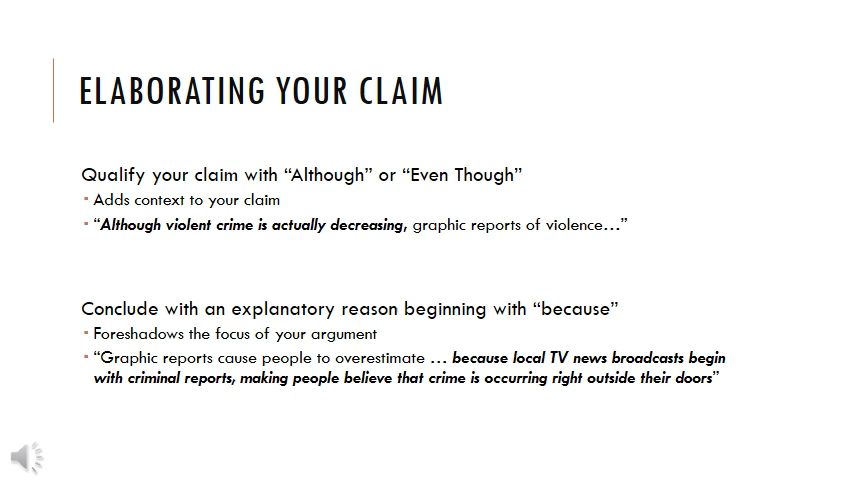 ELABORATING YOUR CLAIM
Qualify your claim with “Although” or “Even Though”
▪ Adds context to your claim
▪ “Although violent crime is actually decreasing, graphic reports of violence…”
Conclude with an explanatory reason beginning with “because”
▪ Foreshadows the focus of your argument
▪ “Graphic reports cause people to overestimate … because local TV news broadcasts begin
with criminal reports, making people believe that crime is occurring right outside their doors”